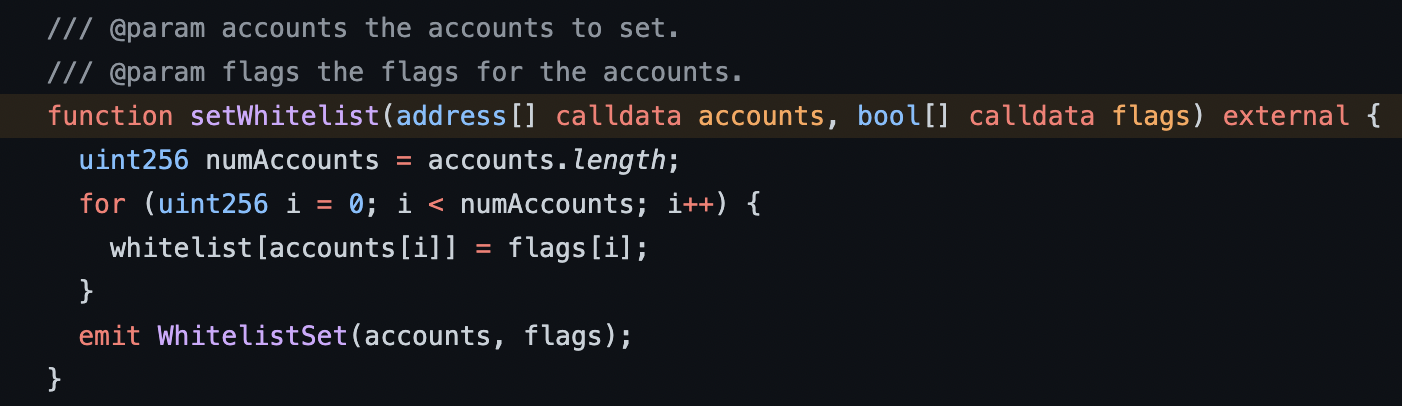 /// @param accounts the accounts to set.
/// @param flags the flags for the accounts.
function setWhitelist(address[] calldata accounts, bool[] calldata flags) external {
  uint256 numAccounts = accounts.length;
  for (uint256 i = 0; i < numAccounts; i++) {
    whitelist[accounts[i]] = flags[i];
  }
  emit WhitelistSet(accounts, flags);
}